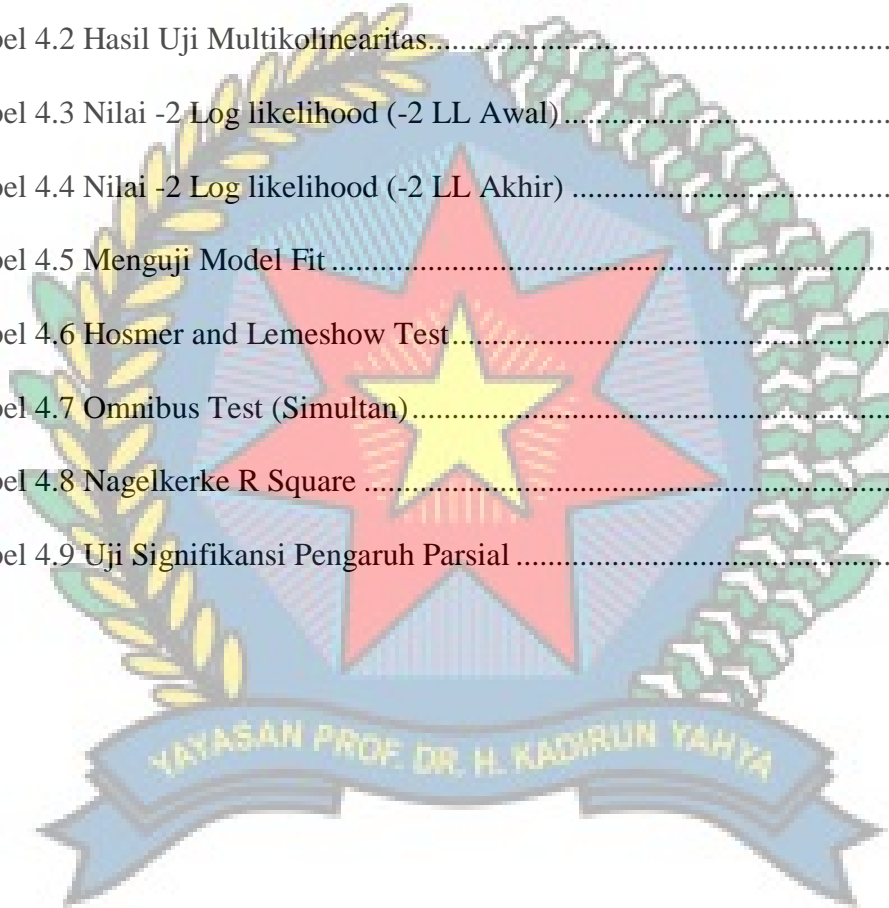 bel 4.2 Hasil Uji Multikolinearitas
bel 4.3 Nilai -2 Log likelihood (-2 LL Awal)
bel 4.4 Nilai -2 Log likelihood (-2 LL Akhir)
bel 4.5 Menguji Model Fit
bel 4.6 Hosmer and Lemeshow Test
bel 4.7 Omnibus Test (Simultan)
bel 4.8 Nagelkerke R Square
bel 4.9 Uji Signifikansi Pengaruh Parsial
YAYASAN PROF. DR. H. KADIRUN YAHYA